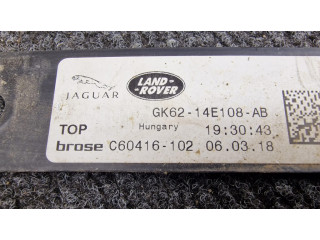 JAGUAR
LAND-
ROVER
GK62-14E108-AB
TOP Hungary 19:30:43
brose C60416-102 06.03.18